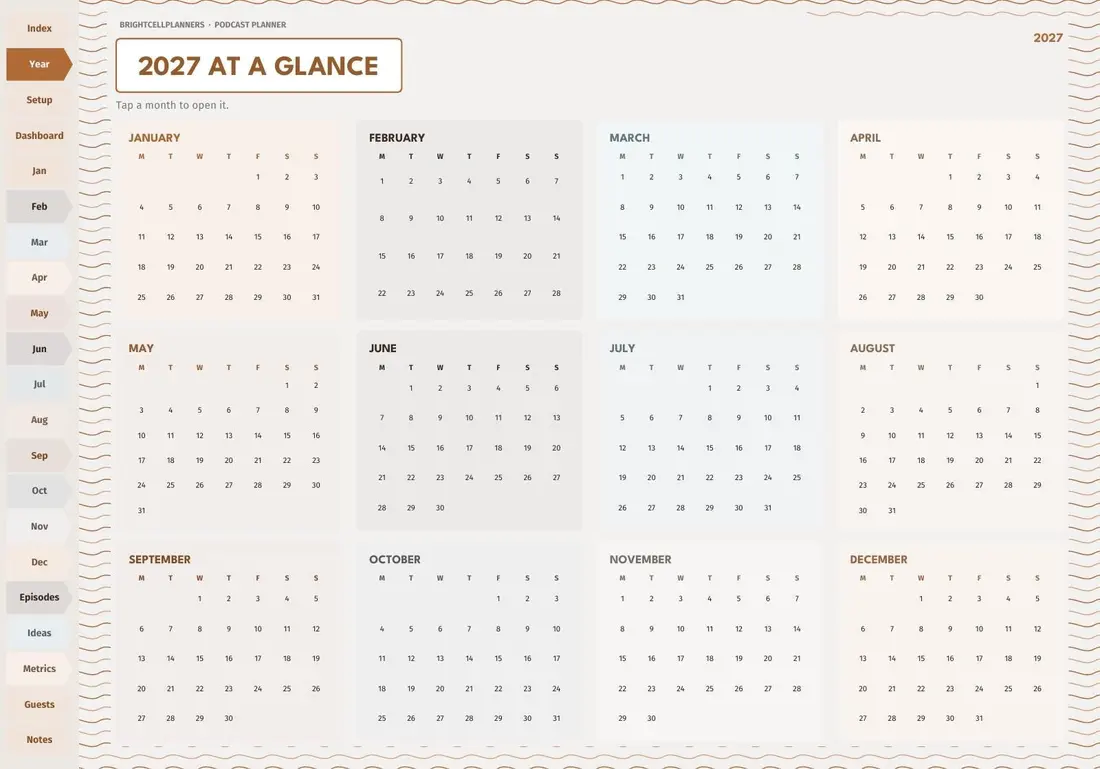 BRIGHTCELLPLANNERS · PODCAST PLANNER
2027
2027 AT A GLANCE
Tap a month to open it.
Index
Year
Setup
Dashboard
Jan
Feb
Mar
Apr
May
Jun
Jul
Aug
Sep
Oct
Nov
Dec
Episodes
Ideas
Metrics
Guests
Notes
JANUARY
M T W T F S S
1 2 3
4 5 6 7 8 9 10
11 12 13 14 15 16 17
18 19 20 21 22 23 24
25 26 27 28 29 30 31
FEBRUARY
M T W T F S S
1 2 3 4 5 6 7
8 9 10 11 12 13 14
15 16 17 18 19 20 21
22 23 24 25 26 27 28
MARCH
M T W T F S S
1 2 3 4 5 6 7
8 9 10 11 12 13 14
15 16 17 18 19 20 21
22 23 24 25 26 27 28
29 30 31
APRIL
M T W T F S S
1 2 3 4
5 6 7 8 9 10 11
12 13 14 15 16 17 18
19 20 21 22 23 24 25
26 27 28 29 30
MAY
M T W T F S S
1 2
3 4 5 6 7 8 9
10 11 12 13 14 15 16
17 18 19 20 21 22 23
24 25 26 27 28 29 30
31
JUNE
M T W T F S S
1 2 3 4 5 6
7 8 9 10 11 12 13
14 15 16 17 18 19 20
21 22 23 24 25 26 27
28 29 30
JULY
M T W T F S S
1 2 3 4
5 6 7 8 9 10 11
12 13 14 15 16 17 18
19 20 21 22 23 24 25
26 27 28 29 30 31
AUGUST
M T W T F S S
1
2 3 4 5 6 7 8
9 10 11 12 13 14 15
16 17 18 19 20 21 22
23 24 25 26 27 28 29
30 31
SEPTEMBER
M T W T F S S
1 2 3 4 5
6 7 8 9 10 11 12
13 14 15 16 17 18 19
20 21 22 23 24 25 26
27 28 29 30
OCTOBER
M T W T F S S
1 2 3
4 5 6 7 8 9 10
11 12 13 14 15 16 17
18 19 20 21 22 23 24
25 26 27 28 29 30 31
NOVEMBER
M T W T F S S
1 2 3 4 5 6 7
8 9 10 11 12 13 14
15 16 17 18 19 20 21
22 23 24 25 26 27 28
29 30
DECEMBER
M T W T F S S
1 2 3 4 5
6 7 8 9 10 11 12
13 14 15 16 17 18 19
20 21 22 23 24 25 26
27 28 29 30 31